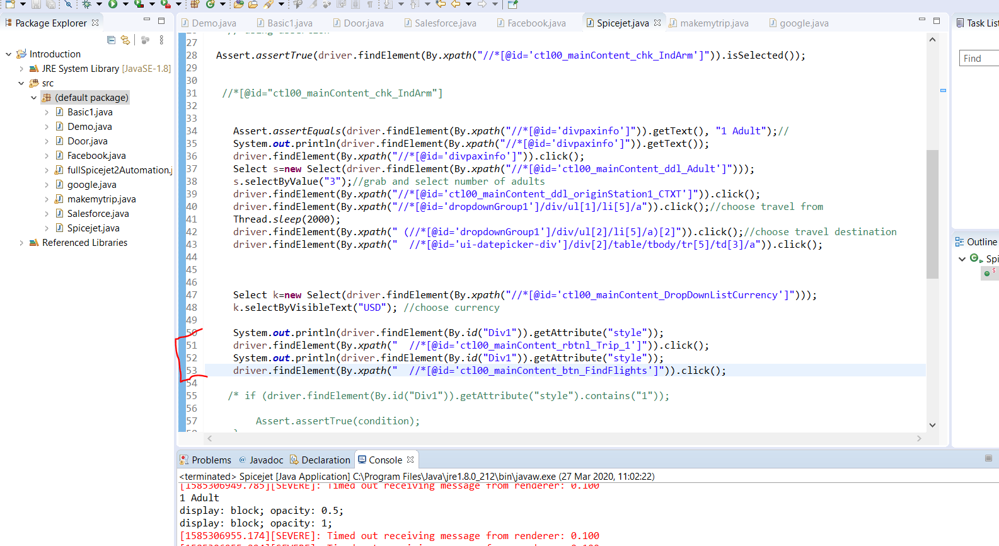 Package Explorer
Introduction
JRE System Library [JavaSE-1.8]
src
(default package)
Basic1.java
Demo.java
Door.java
Facebook.java
fullSpicejet2Automation.j
google.java
makemytrip.java
Salesforce.java
Spicejet.java
Referenced Libraries
Demo.java Basic1.java Door.java Salesforce.java Facebook.java Spicejet.java makemytrip.java google.java
27
28 Assert.assertTrue(driver.findElement(By.xpath("//*[@id='ctl00_mainContent_chk_IndArm']")).isSelected());
29
30
31 //*[@id="ctl00_mainContent_chk_IndArm"]
32
33
34 Assert.assertEquals(driver.findElement(By.xpath("//*[@id='divpaxinfo']")).getText(), "1 Adult");//
35 System.out.println(driver.findElement(By.xpath("//*[@id='divpaxinfo']")).getText());
36 driver.findElement(By.xpath("//*[@id='divpaxinfo']")).click();
37 Select s=new Select(driver.findElement(By.xpath("//*[@id='ctl00_mainContent_ddl_Adult']")));
38 s.selectByValue("3");//grab and select number of adults
39 driver.findElement(By.xpath("//*[@id='ctl00_mainContent_ddl_originStation1_CTXT']")).click();
40 driver.findElement(By.xpath("//*[@id='dropdownGroup1']/div/ul[1]/li[5]/a")).click();//choose travel from
41 Thread.sleep(2000);
42 driver.findElement(By.xpath(" (//*[@id='dropdownGroup1']/div/ul[2]/li[5]/a)[2]")).click();//choose travel destination
43 driver.findElement(By.xpath("  //*[@id='ui-datepicker-div']/div[2]/table/tbody/tr[5]/td[3]/a")).click();
44
45
46
47 Select k=new Select(driver.findElement(By.xpath("//*[@id='ctl00_mainContent_DropDownListCurrency']")));
48 k.selectByVisibleText("USD"); //choose currency
49
50 System.out.println(driver.findElement(By.id("Div1")).getAttribute("style"));
51 driver.findElement(By.xpath("  //*[@id='ctl00_mainContent_rbtnl_Trip_1']")).click();
52 System.out.println(driver.findElement(By.id("Div1")).getAttribute("style"));
53 driver.findElement(By.xpath("  //*[@id='ctl00_mainContent_btn_FindFlights']")).click();
54
55 /* if (driver.findElement(By.id("Div1")).getAttribute("style").contains("1"));
56
57 Assert.assertTrue(condition);
Task List
Find
Outline
Spi
S
Problems @ Javadoc Declaration Console
<terminated> Spicejet [Java Application] C:\Program Files\Java\jre1.8.0_212\bin\javaw.exe (27 Mar 2020, 11:02:22)
[1585306949.785][SEVERE]: Timed out receiving message from renderer: 0.100
1 Adult
display: block; opacity: 0.5;
display: block; opacity: 1;
[1585306955.174][SEVERE]: Timed out receiving message from renderer: 0.100